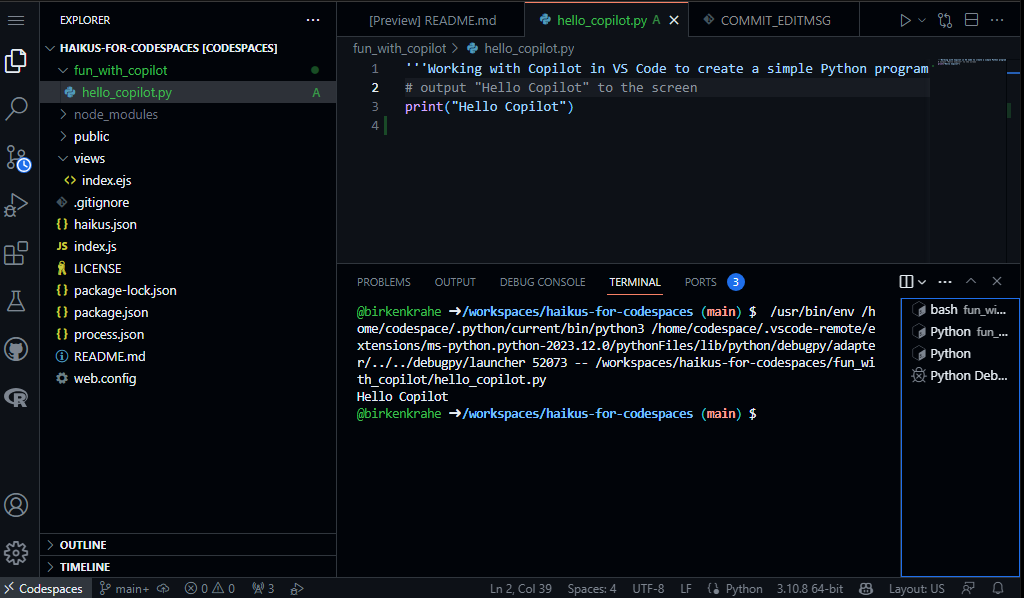 EXPLORER
HAIKUS-FOR-CODESPACES [CODESPACES]
fun_with_copilot
hello_copilot.py A
node_modules
public
views
index.ejs
.gitignore
haikus.json
JS index.js
LICENSE
package-lock.json
package.json
process.json
README.md
web.config
OUTLINE
TIMELINE
[Preview] README.md
hello_copilot.py A
COMMIT_EDITMSG
fun_with_copilot > hello_copilot.py
1 '''Working with Copilot in VS Code to create a simple Python program
2 # output "Hello Copilot" to the screen
3 print("Hello Copilot")
4
PROBLEMS OUTPUT DEBUG CONSOLE TERMINAL PORTS 3
@birkenkrahe ➜/workspaces/haikus-for-codespaces (main) $  /usr/bin/env /h
ome/codespace/.python/current/bin/python3 /home/codespace/.vscode-remote/e
xtensions/ms-python.python-2023.12.0/pythonFiles/lib/python/debugpy/adapte
r/../../debugpy/launcher 52073 -- /workspaces/haikus-for-codespaces/fun_wi
th_copilot/hello_copilot.py
Hello Copilot
@birkenkrahe ➜/workspaces/haikus-for-codespaces (main) $
bash fun_wi...
Python fun_...
Python
Python Deb...
Codespaces main+ 0 0 3 Ln 2, Col 39 Spaces: 4 UTF-8 LF Python 3.10.8 64-bit Layout: US